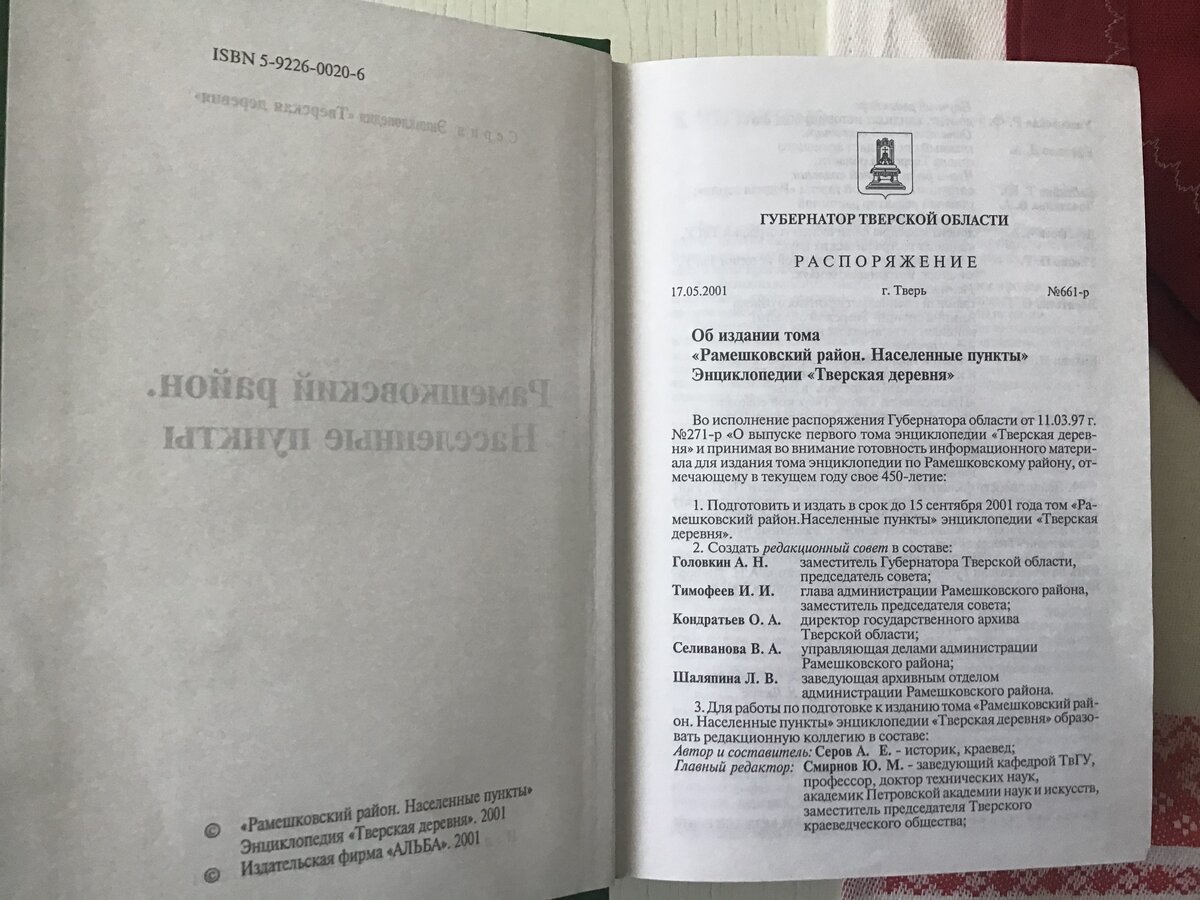 ISBN 5-9226-0020-6
Серия Энциклопедия «Тверская деревня»
Рамешковский район.
Населенные пункты
© «Рамешковский район. Населенные пункты»
Энциклопедия «Тверская деревня». 2001
© Издательская фирма «АЛЬБА». 2001
ГУБЕРНАТОР ТВЕРСКОЙ ОБЛАСТИ
РАСПОРЯЖЕНИЕ
17.05.2001 г. Тверь №661-р
Об издании тома
«Рамешковский район. Населенные пункты»
Энциклопедии «Тверская деревня»
Во исполнение распоряжения Губернатора области от 11.03.97 г.
№271-р «О выпуске первого тома энциклопедии «Тверская дерев-
ня» и принимая во внимание готовность информационного матери-
ала для издания тома энциклопедии по Рамешковскому району, от-
мечающему в текущем году свое 450-летие:
1. Подготовить и издать в срок до 15 сентября 2001 года том «Ра-
мешковский район.Населенные пункты» энциклопедии «Тверская
деревня».
2. Создать редакционный совет в составе:
Головкин А. Н. заместитель Губернатора Тверской области,
председатель совета;
Тимофеев И. И. глава администрации Рамешковского района,
заместитель председателя совета;
Кондратьев О. А. директор государственного архива
Тверской области;
Селиванова В. А. управляющая делами администрации
Рамешковского района;
Шаляпина Л. В. заведующая архивным отделом
администрации Рамешковского района.
3. Для работы по подготовке к изданию тома «Рамешковский рай-
он. Населенные пункты» энциклопедии «Тверская деревня» образо-
вать редакционную коллегию в составе:
Автор и составитель: Серов А. Е. - историк, краевед;
Главный редактор: Смирнов Ю. М. - заведующий кафедрой ТвГУ,
профессор, доктор технических наук,
академик Петровской академии наук и искусств,
заместитель председателя Тверского
краеведческого общества;